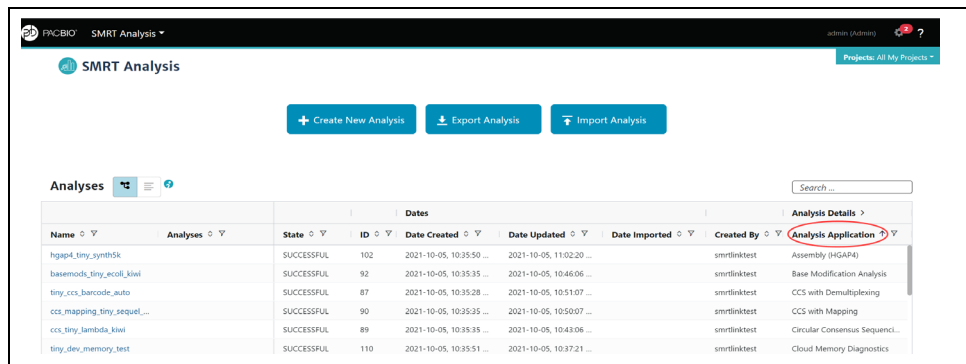 PACBIO® SMRT Analysis admin (Admin) 2 ?
SMRT Analysis Projects: All My Projects
Create New Analysis Export Analysis Import Analysis
Analyses Search ...
Dates Analysis Details >
Name Analyses State ID Date Created Date Updated Date Imported Created By Analysis Application
hgap4_tiny_synth5k SUCCESSFUL 102 2021-10-05, 10:35:50 ... 2021-10-05, 11:02:20 ... smrtlinktest Assembly (HGAP4)
basemods_tiny_ecoli_kiwi SUCCESSFUL 92 2021-10-05, 10:35:35 ... 2021-10-05, 10:46:06 ... smrtlinktest Base Modification Analysis
tiny_ccs_barcode_auto SUCCESSFUL 87 2021-10-05, 10:35:28 ... 2021-10-05, 10:51:07 ... smrtlinktest CCS with Demultiplexing
ccs_mapping_tiny_sequel_... SUCCESSFUL 90 2021-10-05, 10:35:35 ... 2021-10-05, 10:50:07 ... smrtlinktest CCS with Mapping
ccs_tiny_lambda_kiwi SUCCESSFUL 89 2021-10-05, 10:35:35 ... 2021-10-05, 10:43:06 ... smrtlinktest Circular Consensus Sequenci...
tiny_dev_memory_test SUCCESSFUL 110 2021-10-05, 10:35:51 ... 2021-10-05, 10:37:21 ... smrtlinktest Cloud Memory Diagnostics